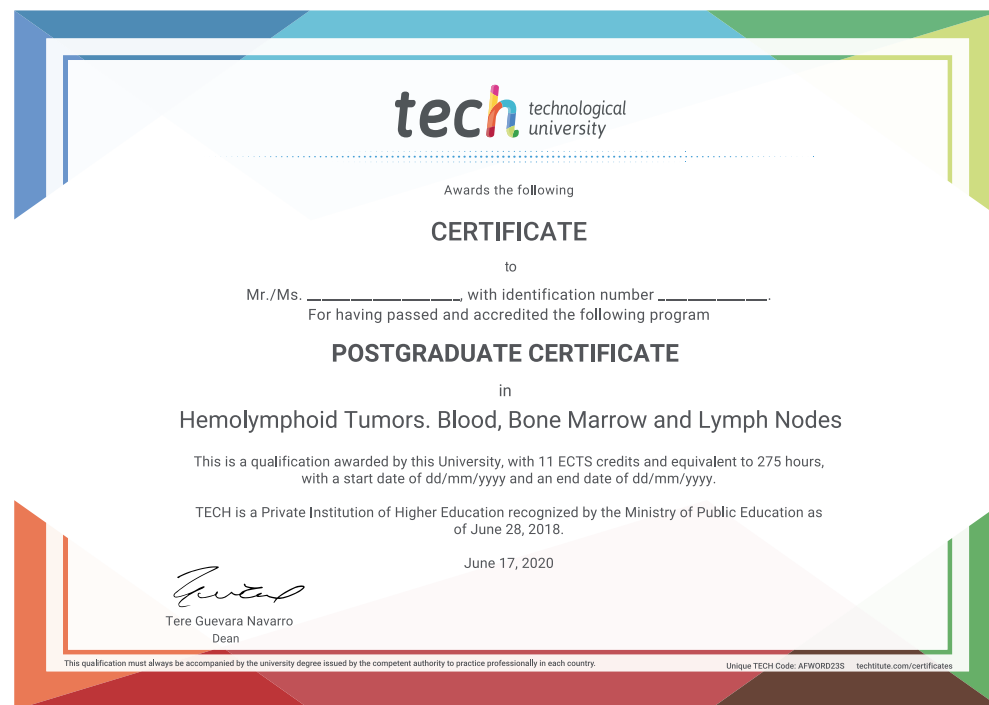 tech technological
university
Awards the following
CERTIFICATE
to
Mr./Ms. ____________________, with identification number ______________.
For having passed and accredited the following program
POSTGRADUATE CERTIFICATE
in
Hemolymphoid Tumors. Blood, Bone Marrow and Lymph Nodes
This is a qualification awarded by this University, with 11 ECTS credits and equivalent to 275 hours,
with a start date of dd/mm/yyyy and an end date of dd/mm/yyyy.
TECH is a Private Institution of Higher Education recognized by the Ministry of Public Education as
of June 28, 2018.
June 17, 2020
Tere Guevara Navarro
Dean
This qualification must always be accompanied by the university degree issued by the competent authority to practice professionally in each country.
Unique TECH Code: AFWORD23S techtitute.com/certificates